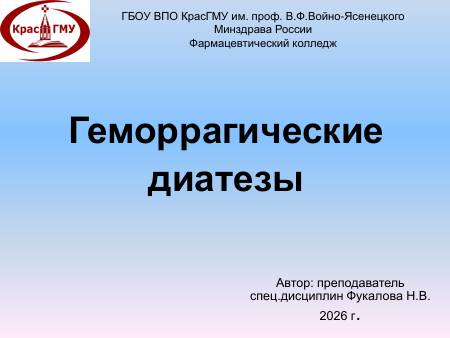 КрасГМУ
ГБОУ ВПО КрасГМУ им. проф. В.Ф.Войно-Ясенецкого
Минздрава России
Фармацевтический колледж
Геморрагические
диатезы
Автор: преподаватель
спец.дисциплин Фукалова Н.В.
2026 г.